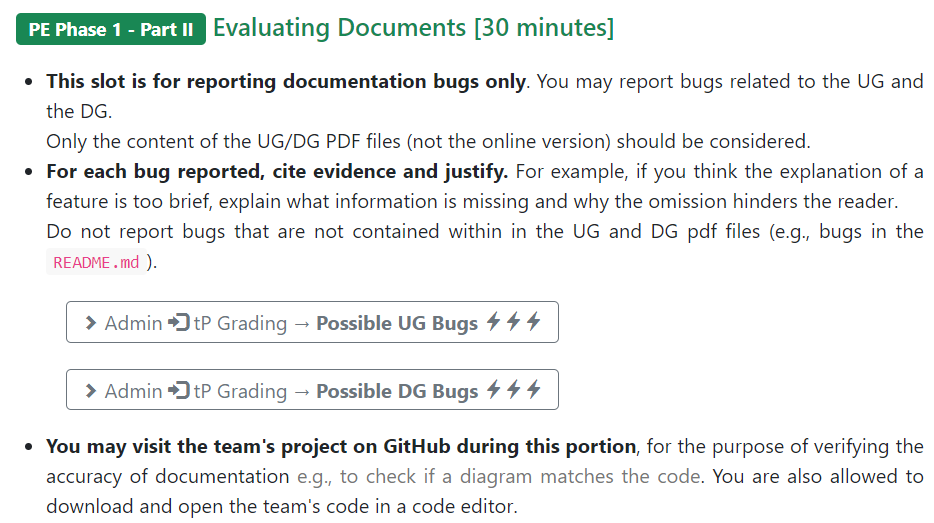 PE Phase 1 - Part II Evaluating Documents [30 minutes]
This slot is for reporting documentation bugs only. You may report bugs related to the UG and
the DG.
Only the content of the UG/DG PDF files (not the online version) should be considered.
For each bug reported, cite evidence and justify. For example, if you think the explanation of a
feature is too brief, explain what information is missing and why the omission hinders the reader.
Do not report bugs that are not contained within in the UG and DG pdf files (e.g., bugs in the
README.md ).
Admin tP Grading → Possible UG Bugs
Admin tP Grading → Possible DG Bugs
You may visit the team's project on GitHub during this portion, for the purpose of verifying the
accuracy of documentation e.g., to check if a diagram matches the code. You are also allowed to
download and open the team's code in a code editor.